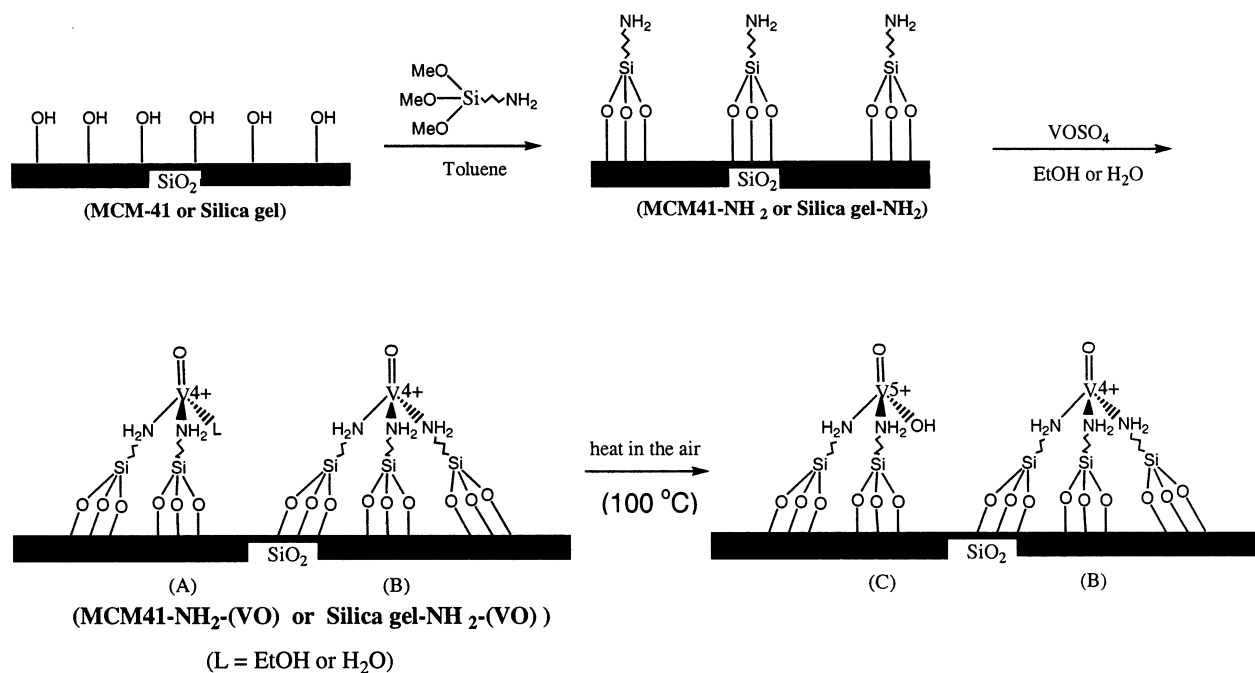 NH2 NH2 NH2
MeO
MeO Si NH2
MeO
Si Si Si
OH OH OH OH OH OH
O O O O O O O O O
Toluene
VOSO4
EtOH or H2O
SiO2
(MCM-41 or Silica gel)
SiO2
(MCM41-NH 2 or Silica gel-NH2)
O O
V4+ V4+
H2N NH2 L H2N NH2 NH2
Si Si Si Si Si
O O O O O O O O O O O O O O O
SiO2
(A) (B)
(MCM41-NH2-(VO) or Silica gel-NH 2-(VO) )
(L = EtOH or H2O)
heat in the air
(100 °C)
O O
V5+ V4+
H2N NH2 OH H2N NH2 NH2
Si Si Si Si Si
O O O O O O O O O O O O O O O
SiO2
(C) (B)